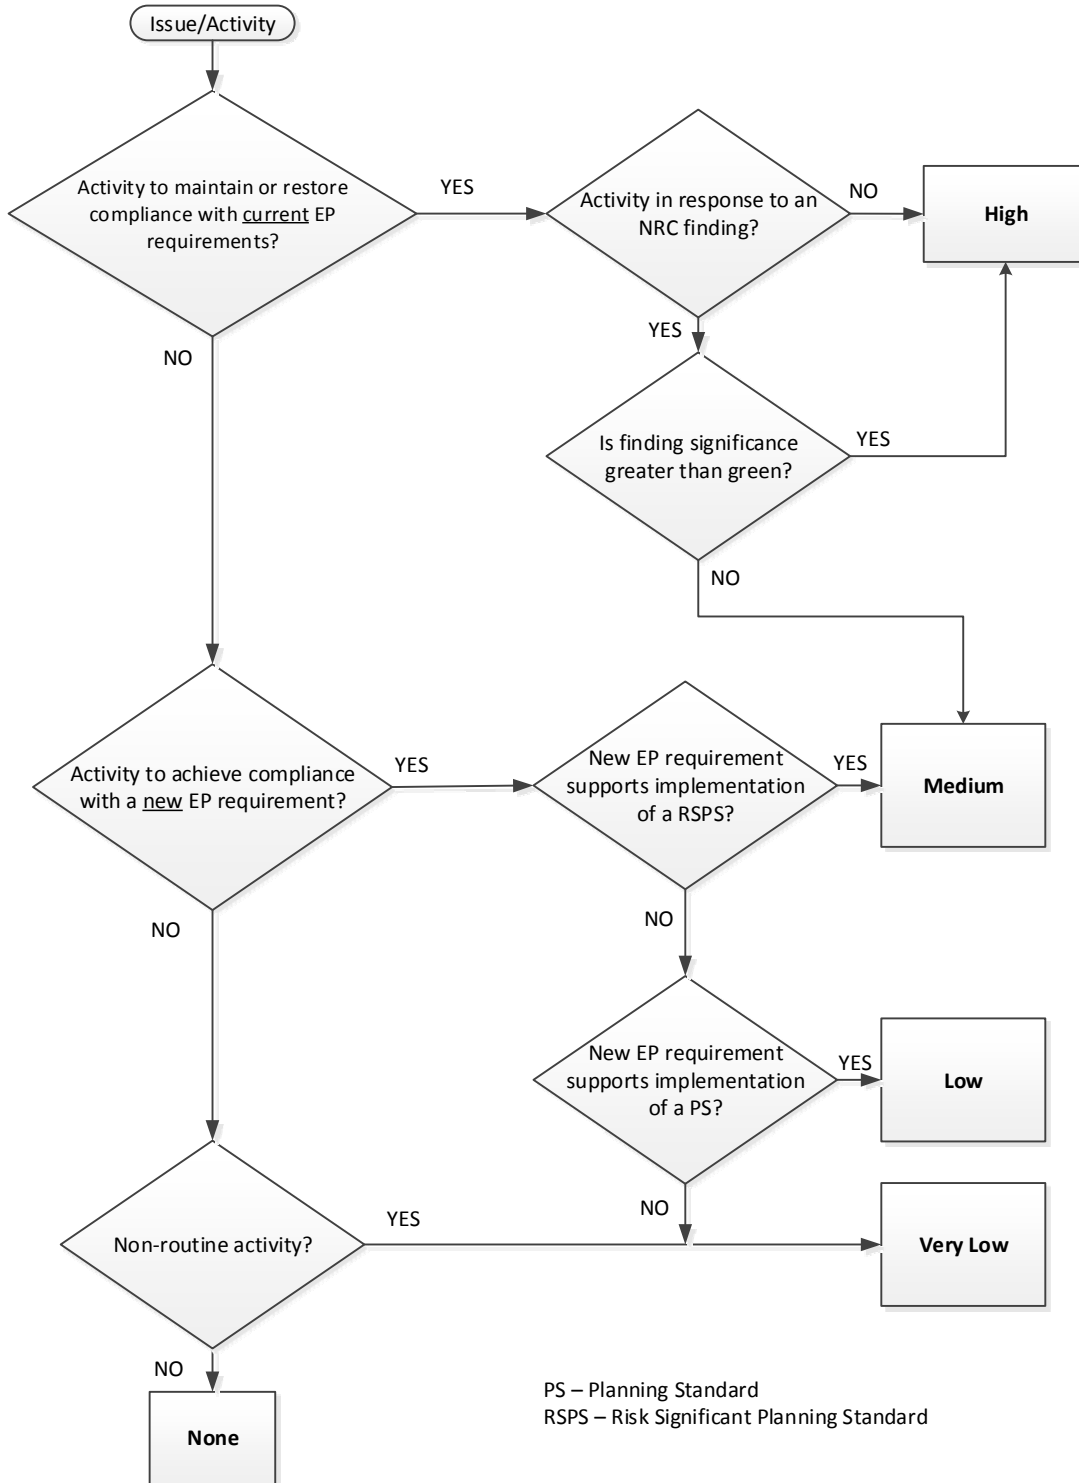 Issue/Activity
Activity to maintain or restore
compliance with current EP
requirements?
YES
Activity in response to an
NRC finding?
NO
High
YES
NO
Is finding significance
greater than green?
YES
NO
Activity to achieve compliance
with a new EP requirement?
YES
New EP requirement
supports implementation
of a RSPS?
YES
Medium
NO
NO
New EP requirement
supports implementation
of a PS?
YES
Low
NO
Non-routine activity?
YES
Very Low
NO
None
PS – Planning Standard
RSPS – Risk Significant Planning Standard